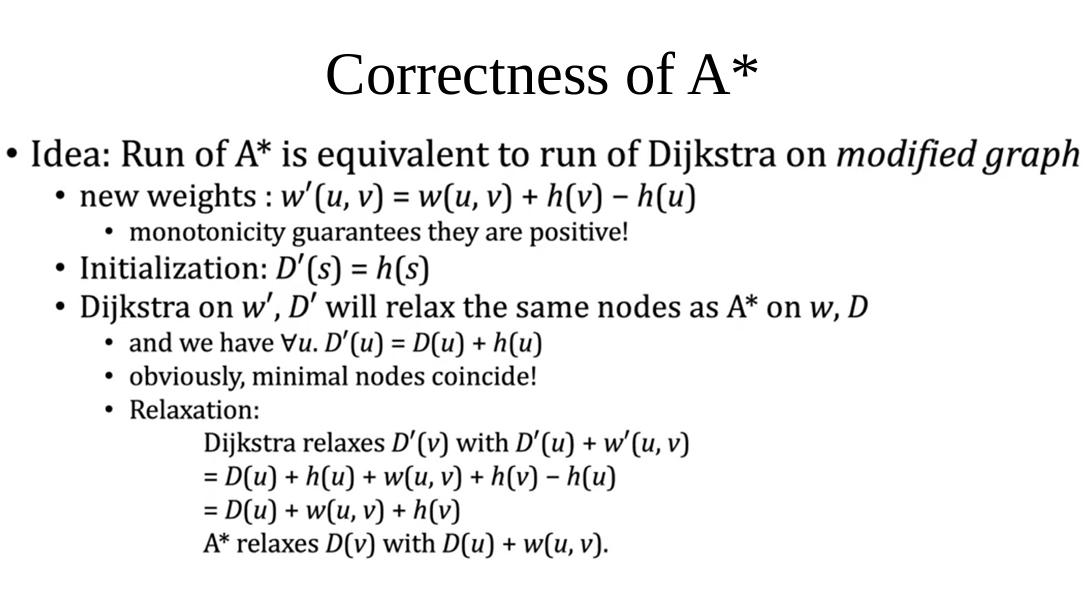 Correctness of A*
• Idea: Run of A* is equivalent to run of Dijkstra on modified graph
• new weights : w′(u, v) = w(u, v) + h(v) − h(u)
• monotonicity guarantees they are positive!
• Initialization: D′(s) = h(s)
• Dijkstra on w′, D′ will relax the same nodes as A* on w, D
• and we have ∀u. D′(u) = D(u) + h(u)
• obviously, minimal nodes coincide!
• Relaxation:
Dijkstra relaxes D′(v) with D′(u) + w′(u, v)
= D(u) + h(u) + w(u, v) + h(v) − h(u)
= D(u) + w(u, v) + h(v)
A* relaxes D(v) with D(u) + w(u, v).